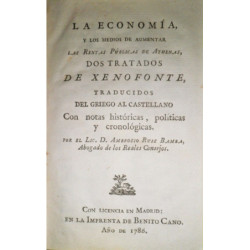 LA ECONOMÍA,
Y LOS MEDIOS DE AUMENTAR
LAS RENTAS PÚBLICAS DE ATHENAS,
DOS TRATADOS
DE XENOFONTE,
TRADUCIDOS
DEL GRIEGO AL CASTELLANO
Con notas históricas, políticas
y cronológicas.
POR EL LIC. D. AMBROSIO RUIZ BAMBA,
Abogado de los Reales Consejos.
CON LICENCIA EN MADRID:
EN LA IMPRENTA DE BENITO CANO.
AÑO DE 1786.